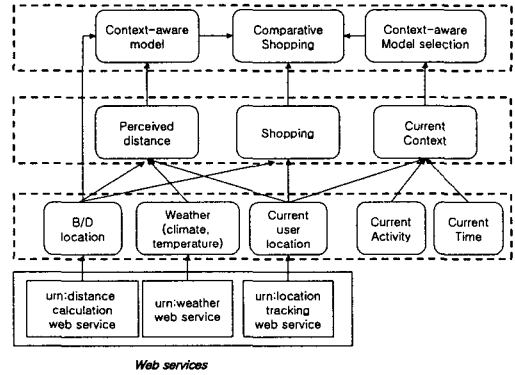 Context-aware
model
Comparative
Shopping
Context-aware
Model selection
Perceived
distance
Shopping
Current
Context
B/D
location
Weather
(climate,
temperature)
Current
user
location
Current
Activity
Current
Time
urn:distance
calculation
web service
urn:weather
web service
urn:location
tracking
web service
Web services